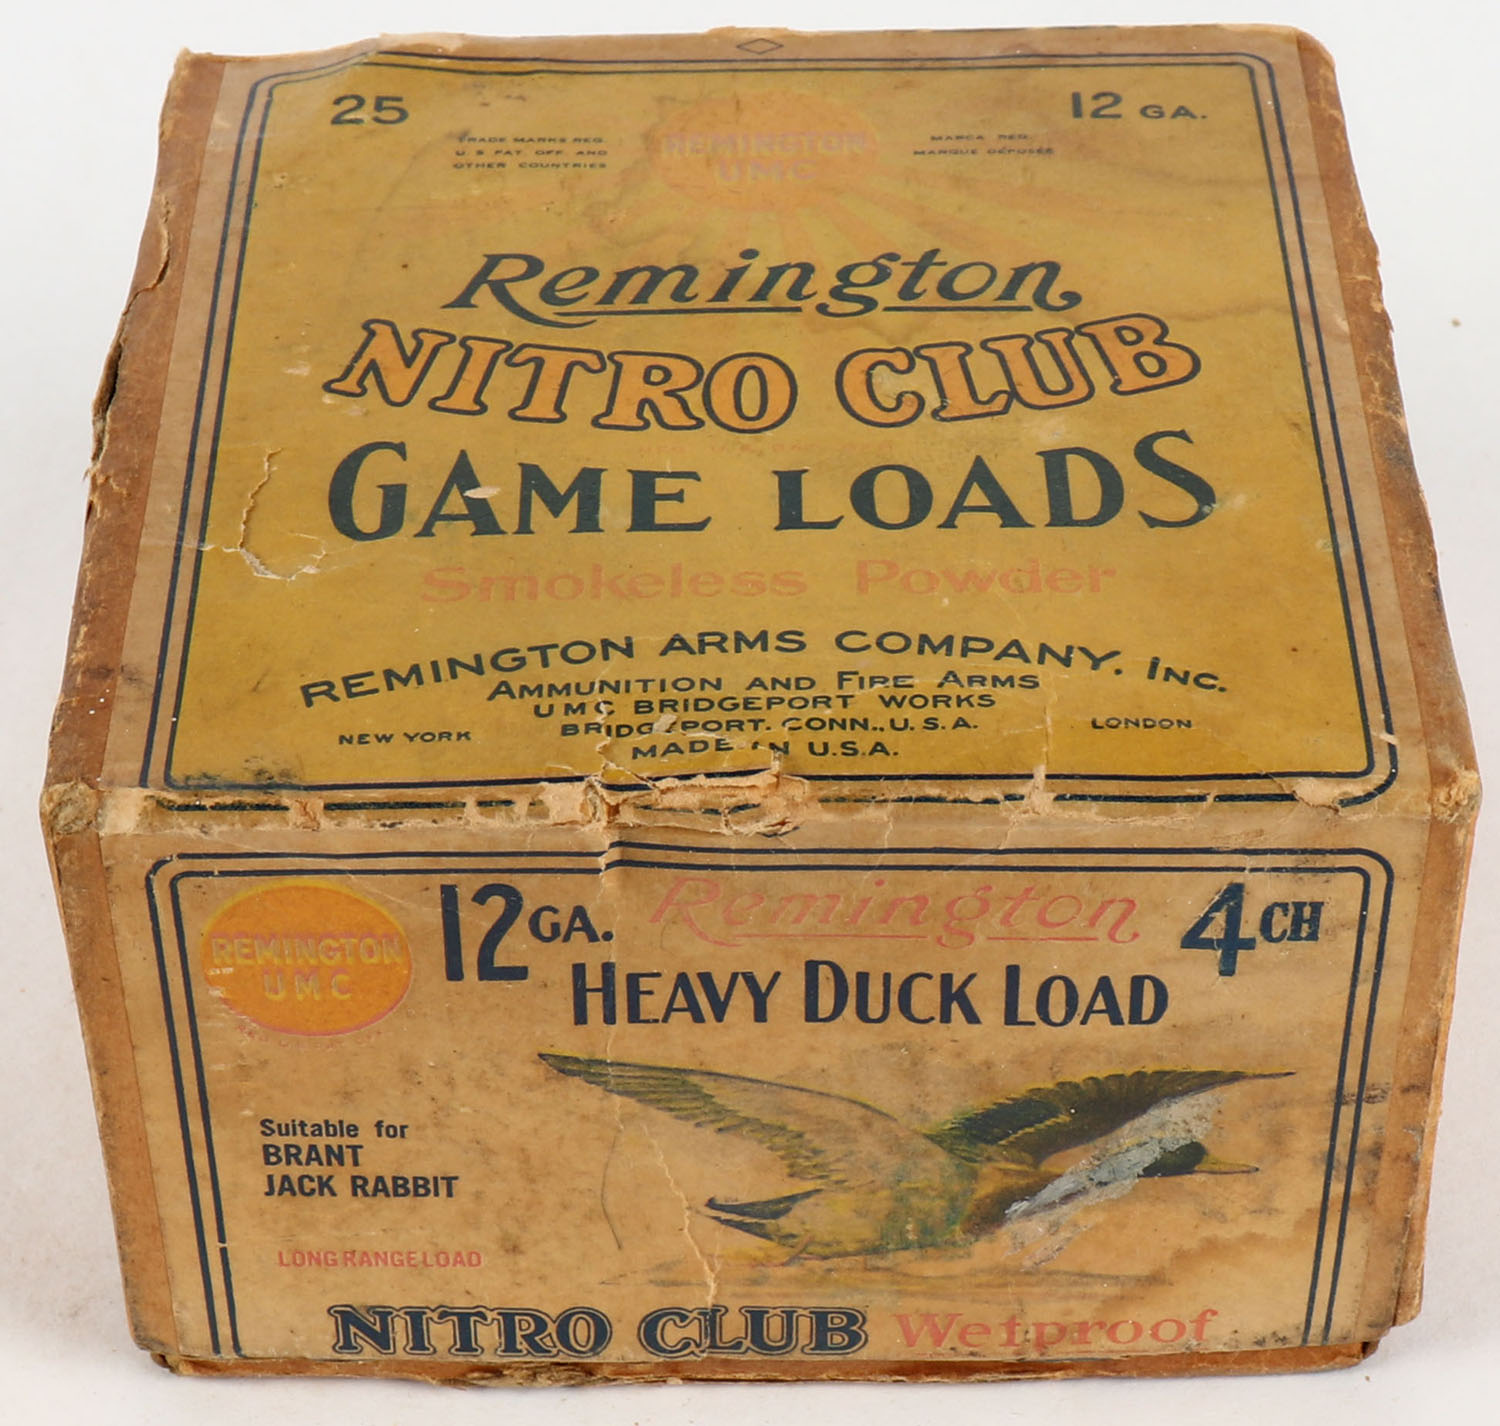 25
12 GA.
TRADE MARKS REG.
U.S. PAT. OFF. AND
OTHER COUNTRIES
REMINGTON
UMC
MARCA REG.
MARQUE DÉPOSÉE
Remington
NITRO CLUB
GAME LOADS
Smokeless Powder
REMINGTON ARMS COMPANY, INC.
AMMUNITION AND FIRE ARMS
UMC BRIDGEPORT WORKS
BRIDGEPORT, CONN., U.S.A.
NEW YORK
LONDON
MADE IN U.S.A.
REMINGTON
UMC
12 GA.
Remington
4 CH
HEAVY DUCK LOAD
Suitable for
BRANT
JACK RABBIT
LONG RANGE LOAD
NITRO CLUB Wetproof